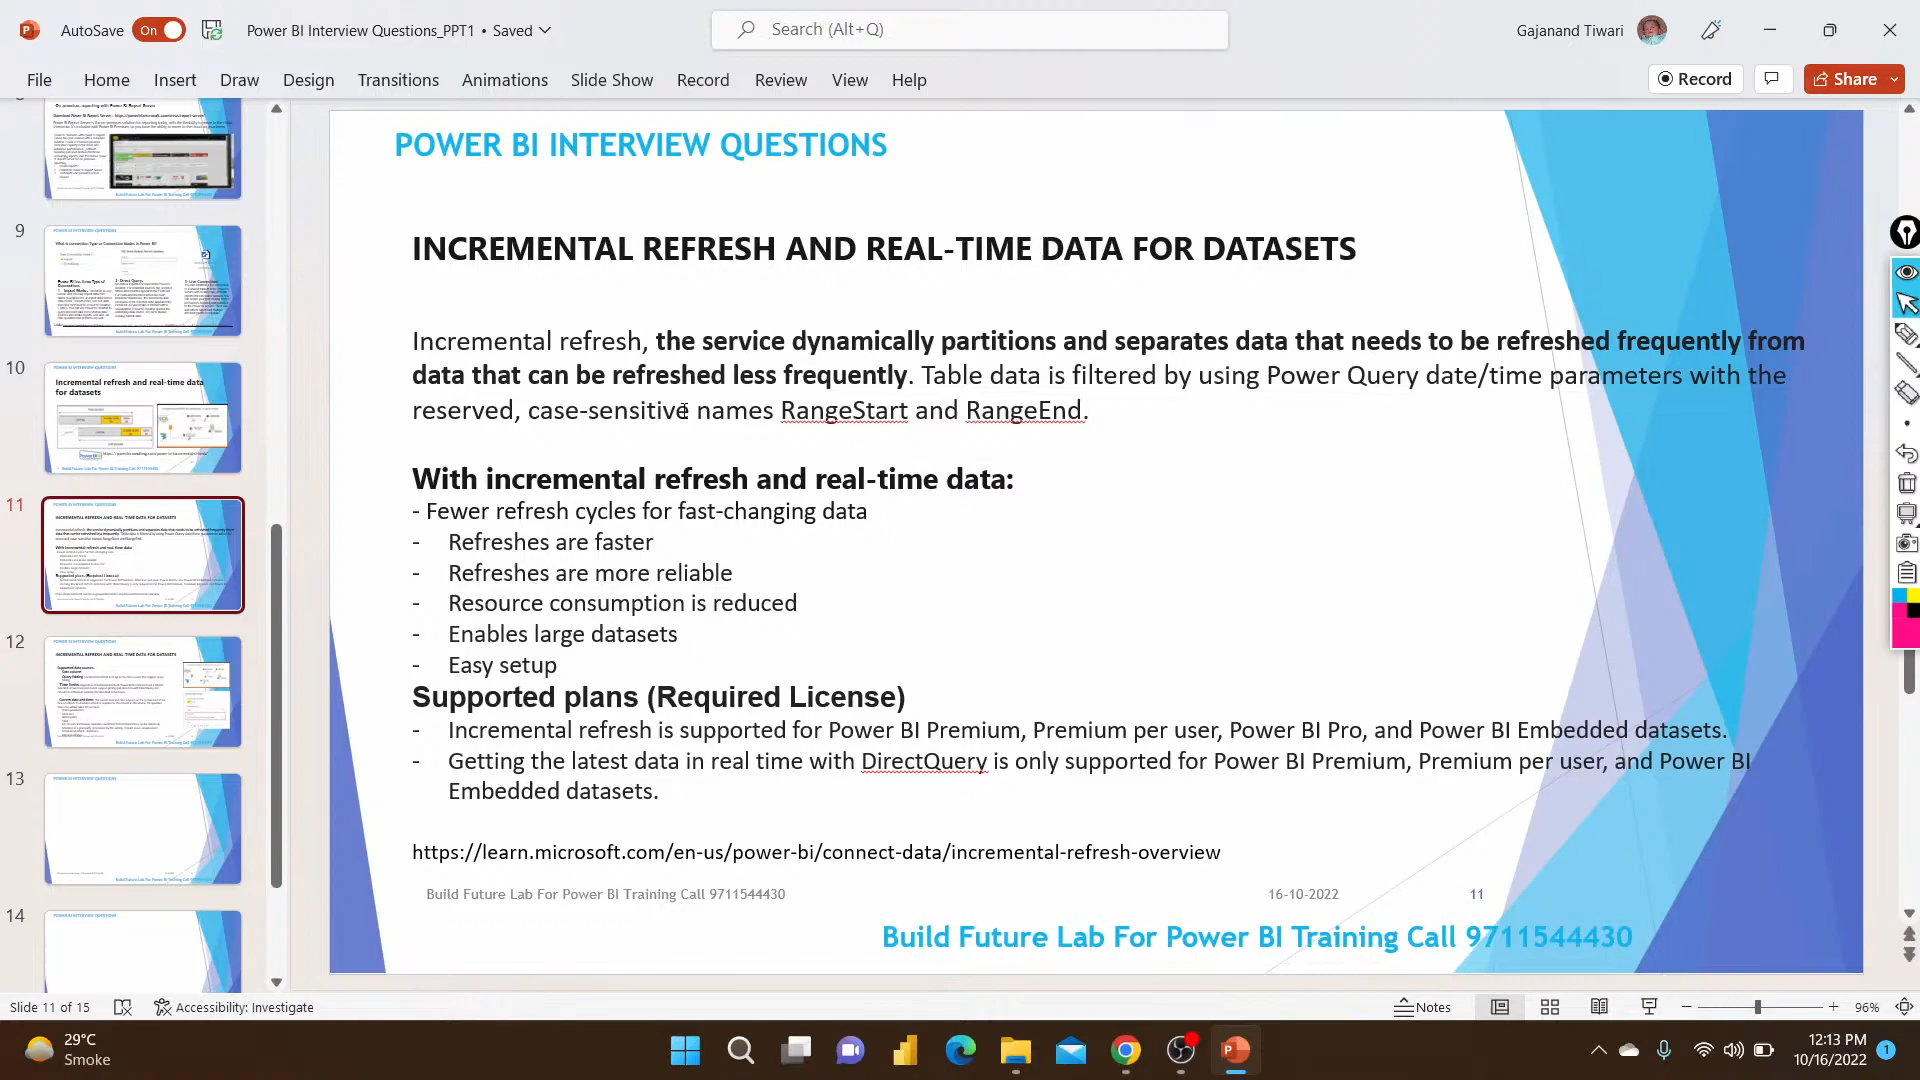 AutoSave On Power BI Interview Questions_PPT1 • Saved Search (Alt+Q) Gajanand Tiwari
File Home Insert Draw Design Transitions Animations Slide Show Record Review View Help Record Share
POWER BI INTERVIEW QUESTIONS
INCREMENTAL REFRESH AND REAL-TIME DATA FOR DATASETS
Incremental refresh, the service dynamically partitions and separates data that needs to be refreshed frequently from
data that can be refreshed less frequently. Table data is filtered by using Power Query date/time parameters with the
reserved, case-sensitive names RangeStart and RangeEnd.
With incremental refresh and real-time data:
- Fewer refresh cycles for fast-changing data
- Refreshes are faster
- Refreshes are more reliable
- Resource consumption is reduced
- Enables large datasets
- Easy setup
Supported plans (Required License)
- Incremental refresh is supported for Power BI Premium, Premium per user, Power BI Pro, and Power BI Embedded datasets.
- Getting the latest data in real time with DirectQuery is only supported for Power BI Premium, Premium per user, and Power BI
Embedded datasets.
https://learn.microsoft.com/en-us/power-bi/connect-data/incremental-refresh-overview
Build Future Lab For Power BI Training Call 9711544430 16-10-2022 11
Build Future Lab For Power BI Training Call 9711544430
9
10
Incremental refresh and real-time data
for datasets
11
12
13
14
Slide 11 of 15 Accessibility: Investigate Notes 96%
29°C
Smoke
12:13 PM
10/16/2022
1